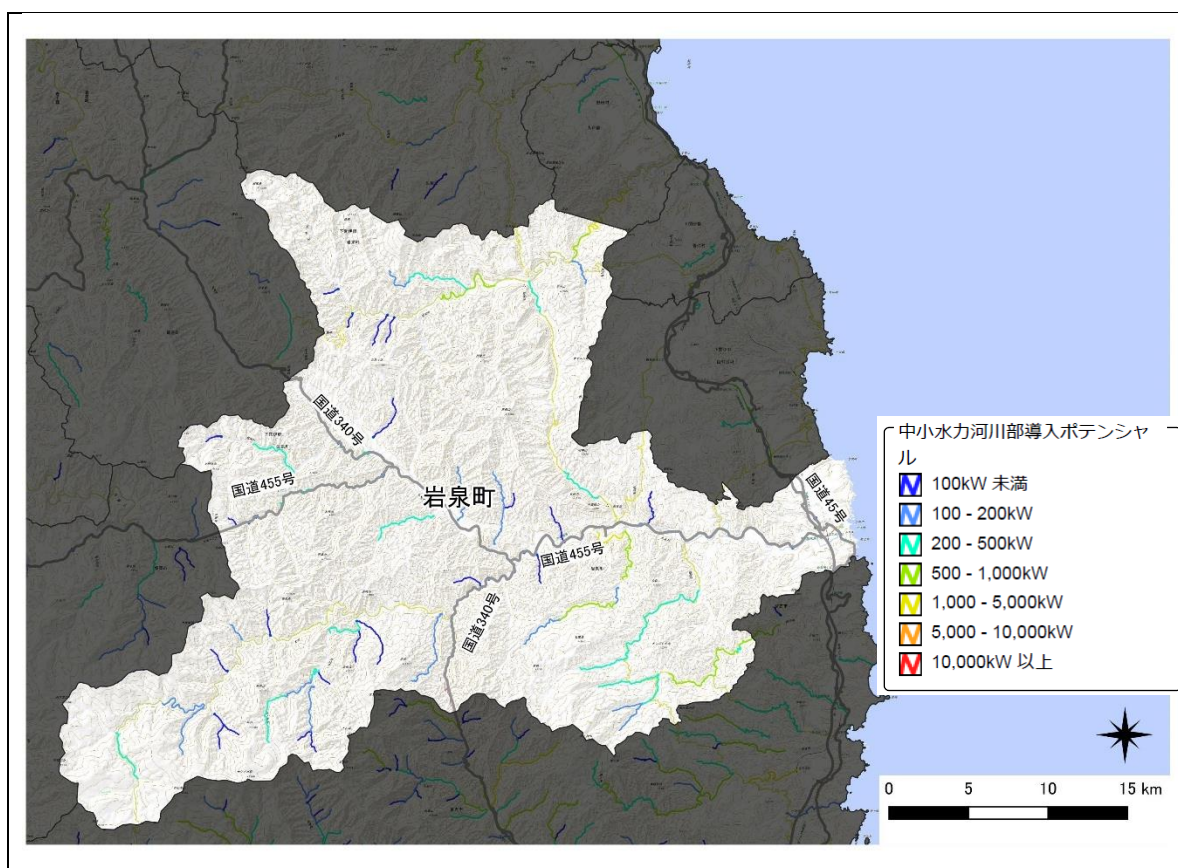 国道340号
国道455号
岩泉町
国道455号
国道340号
国道45号
中小水力河川部導入ポテンシャ
ル
100kW 未満
100 - 200kW
200 - 500kW
500 - 1,000kW
1,000 - 5,000kW
5,000 - 10,000kW
10,000kW 以上
0 5 10 15 km